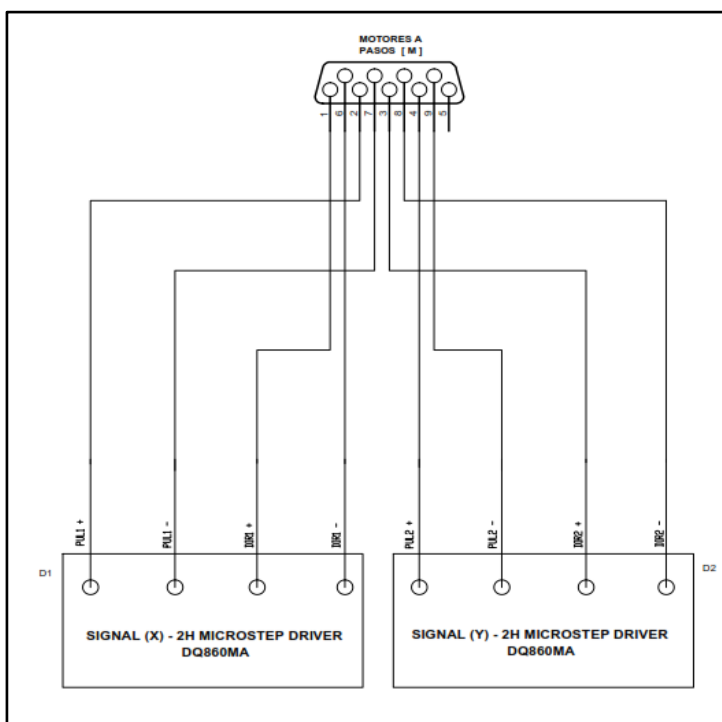 MOTORES A
PASOS [ M ]
1
6
2
7
3
8
4
9
5
PUL1 +
PUL1 -
DIR1 +
DIR1 -
PUL2 +
PUL2 -
DIR2 +
DIR2 -
D1
D2
SIGNAL (X) - 2H MICROSTEP DRIVER
DQ860MA
SIGNAL (Y) - 2H MICROSTEP DRIVER
DQ860MA